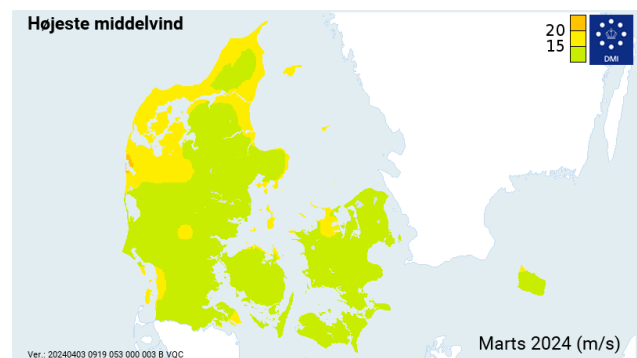 Højeste middelvind
20
15
DMI
Marts 2024 (m/s)
Ver.: 20240403 0919 053 000 003 B VQC